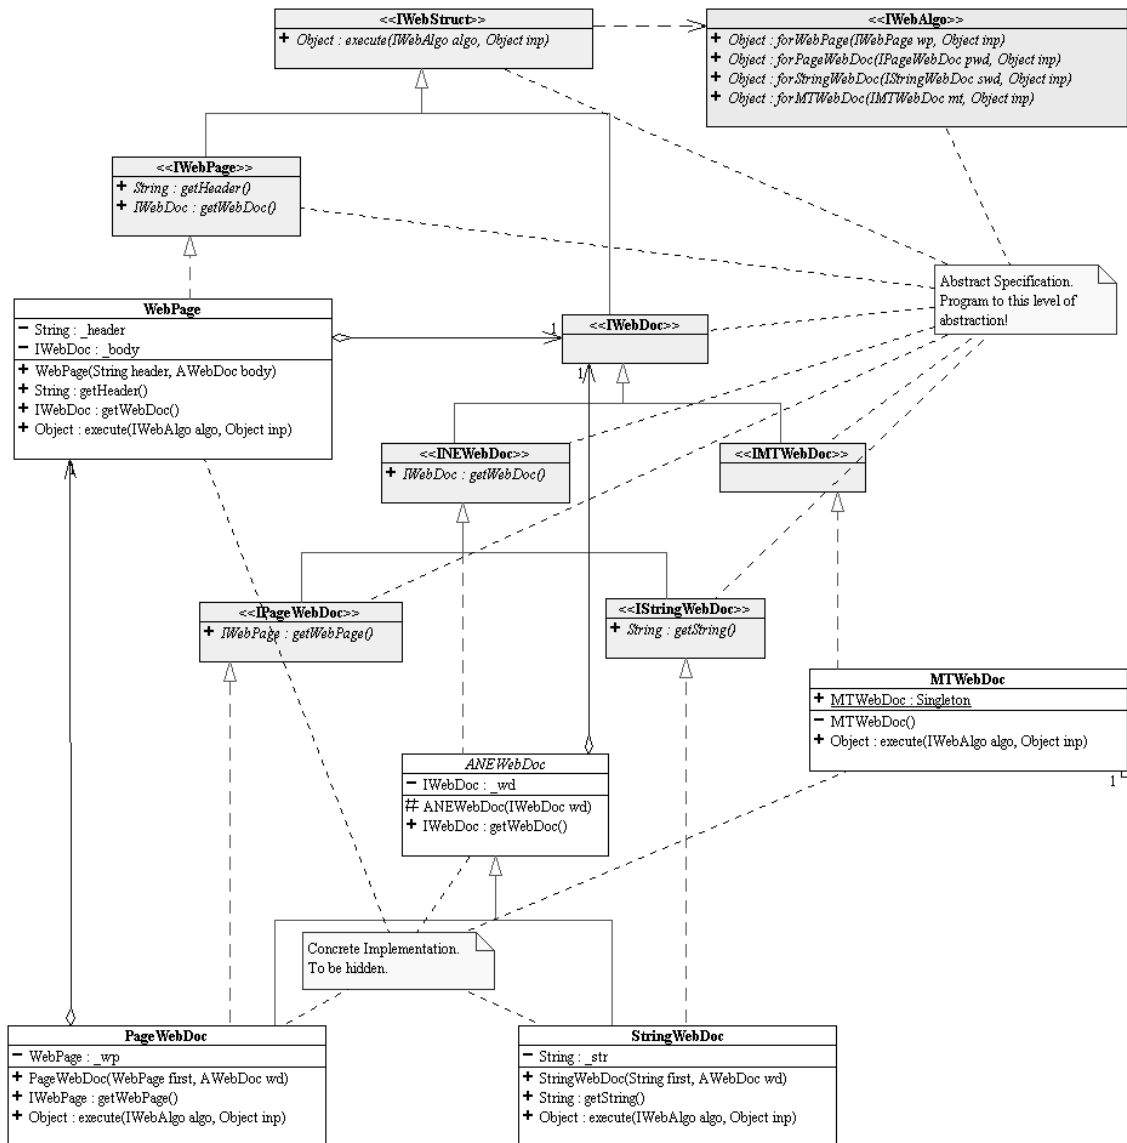 <<IWebStruct>>
+ Object : execute(IWebAlgo algo, Object inp)
<<IWebAlgo>>
+ Object : forWebPage(IWebPage wp, Object inp)
+ Object : forPageWebDoc(IPageWebDoc pwd, Object inp)
+ Object : forStringWebDoc(IStringWebDoc swd, Object inp)
+ Object : forMTWebDoc(IMTWebDoc mt, Object inp)
<<IWebPage>>
+ String : getHeader()
+ IWebDoc : getWebDoc()
Abstract Specification.
Program to this level of
abstraction!
WebPage
- String : _header
- IWebDoc : _body
+ WebPage(String header, AWebDoc body)
+ String : getHeader()
+ IWebDoc : getWebDoc()
+ Object : execute(IWebAlgo algo, Object inp)
1
<<IWebDoc>>
1
<<INEWebDoc>>
+ IWebDoc : getWebDoc()
<<IMTWebDoc>>
1
<<IPageWebDoc>>
+ IWebPage : getWebPage()
<<IStringWebDoc>>
+ String : getString()
MTWebDoc
+ MTWebDoc : Singleton
- MTWebDoc()
+ Object : execute(IWebAlgo algo, Object inp)
1
ANEWebDoc
- IWebDoc : _wd
# ANEWebDoc(IWebDoc wd)
+ IWebDoc : getWebDoc()
Concrete Implementation.
To be hidden.
PageWebDoc
- WebPage : _wp
+ PageWebDoc(WebPage first, AWebDoc wd)
+ IWebPage : getWebPage()
+ Object : execute(IWebAlgo algo, Object inp)
StringWebDoc
- String : _str
+ StringWebDoc(String first, AWebDoc wd)
+ String : getString()
+ Object : execute(IWebAlgo algo, Object inp)